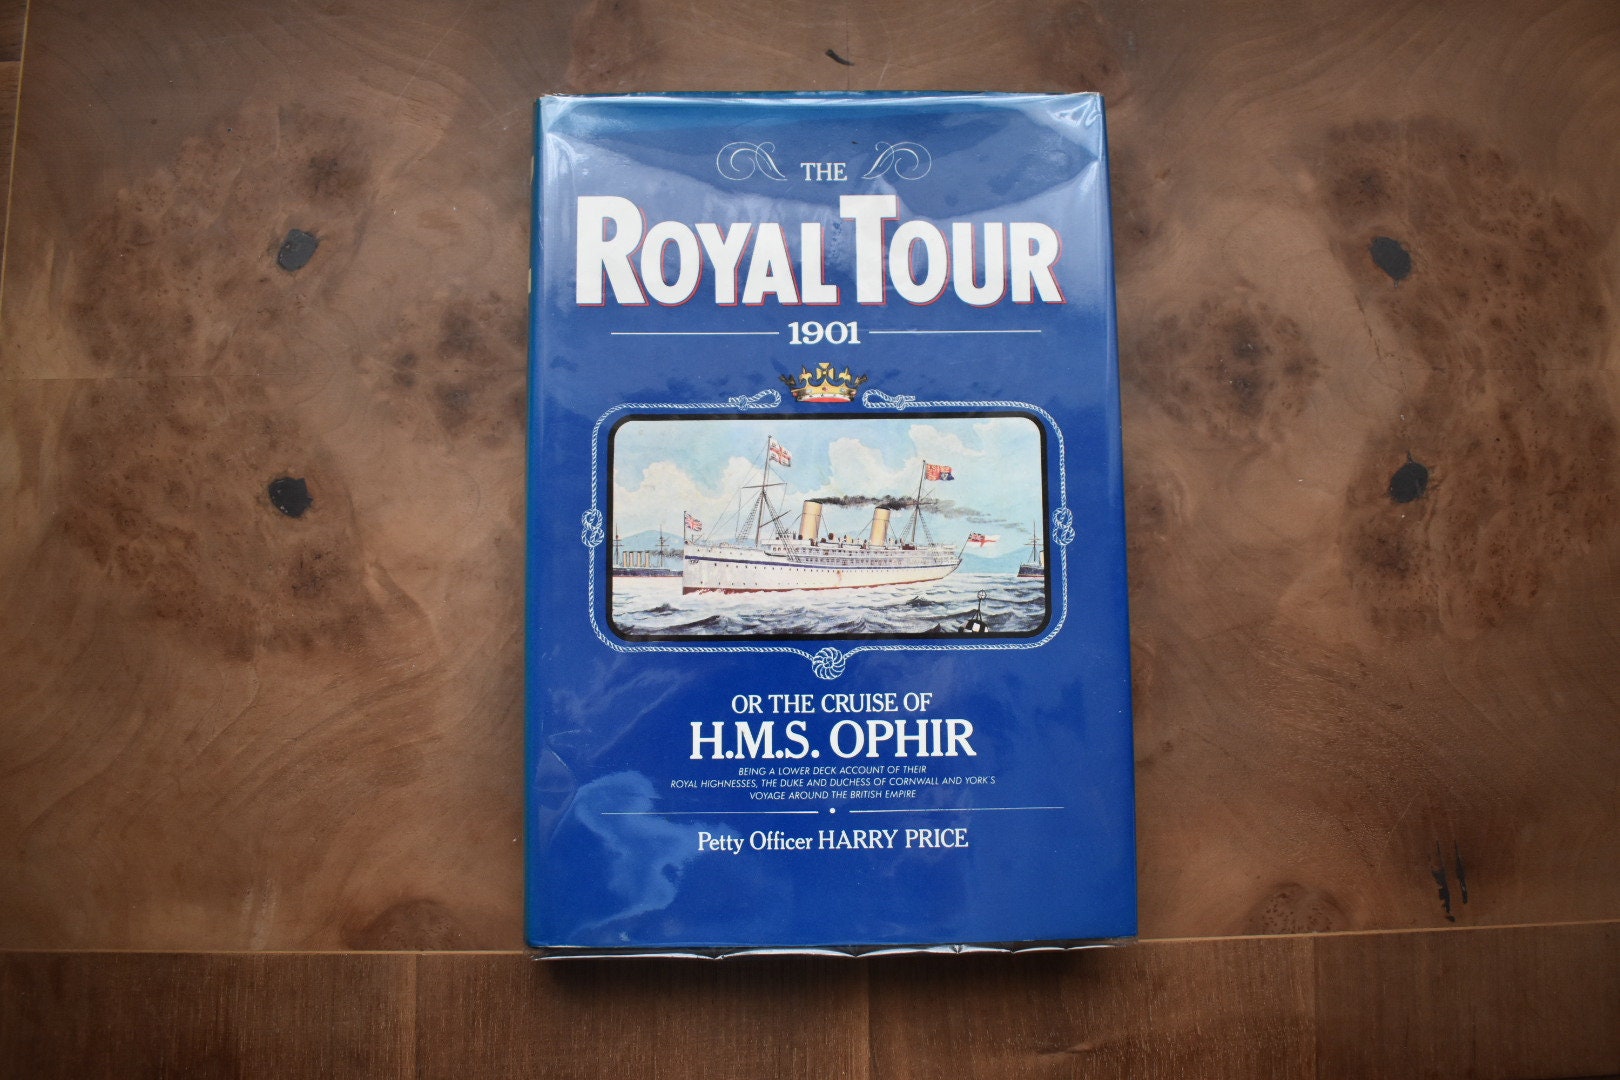 THE
ROYAL TOUR
1901
OR THE CRUISE OF
H.M.S. OPHIR
BEING A LOWER DECK ACCOUNT OF THEIR
ROYAL HIGHNESSES, THE DUKE AND DUCHESS OF CORNWALL AND YORK'S
VOYAGE AROUND THE BRITISH EMPIRE
Petty Officer HARRY PRICE